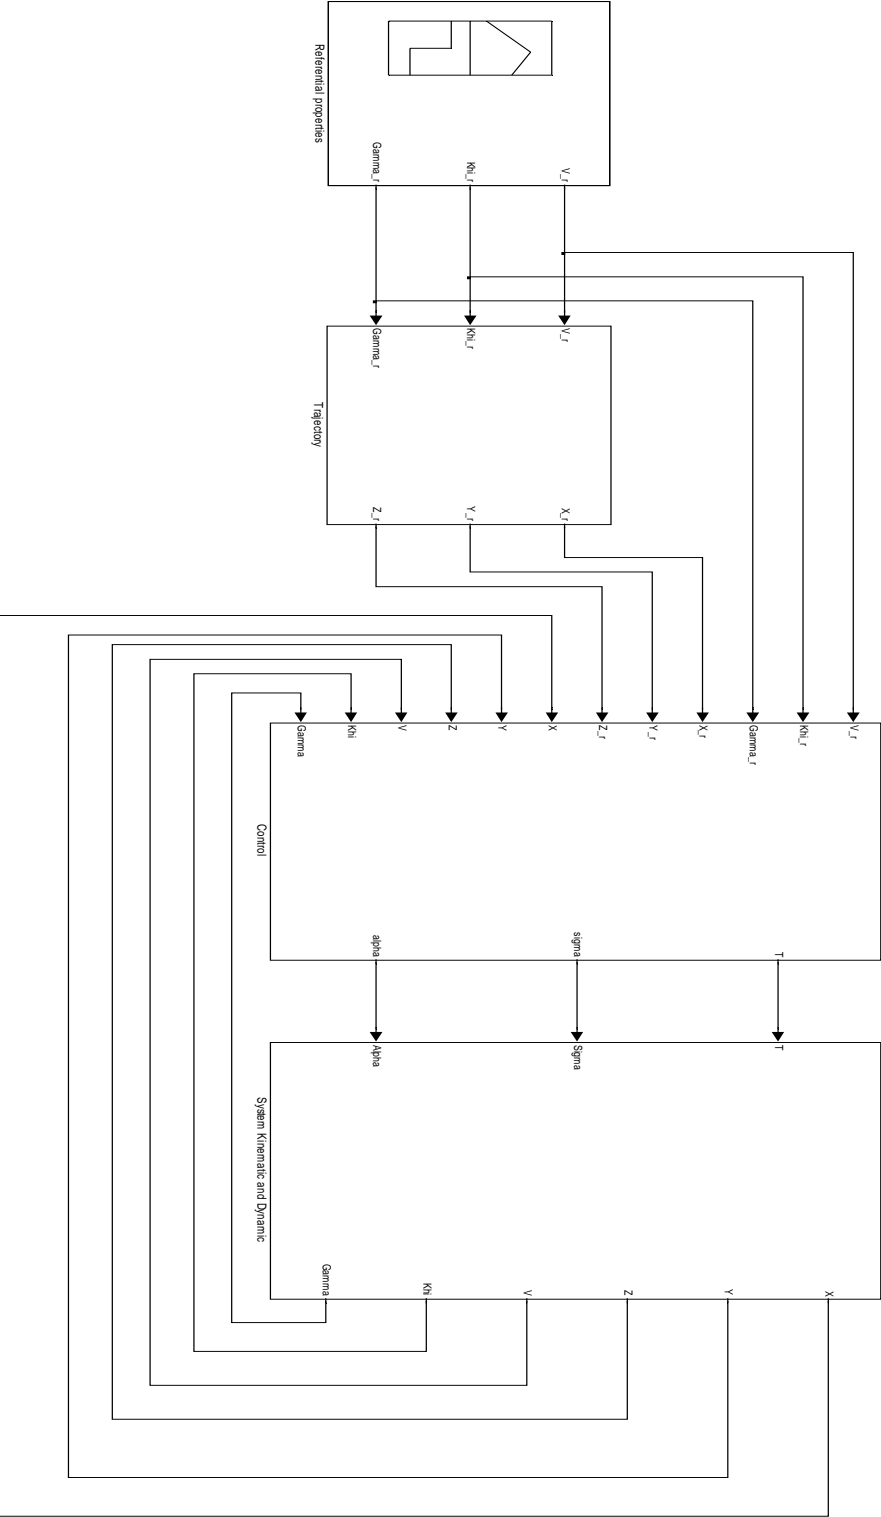 V_r
Khi_r
Gamma_r
Referential properties
V_r
Khi_r
Gamma_r
X_r
Y_r
Z_r
Trajectory
V_r
Khi_r
Gamma_r
X_r
Y_r
Z_r
X
Y
Z
V
Khi
Gamma
T
sigma
alpha
Control
T
Sigma
Alpha
X
Y
Z
V
Khi
Gamma
System Kinematic and Dynamic